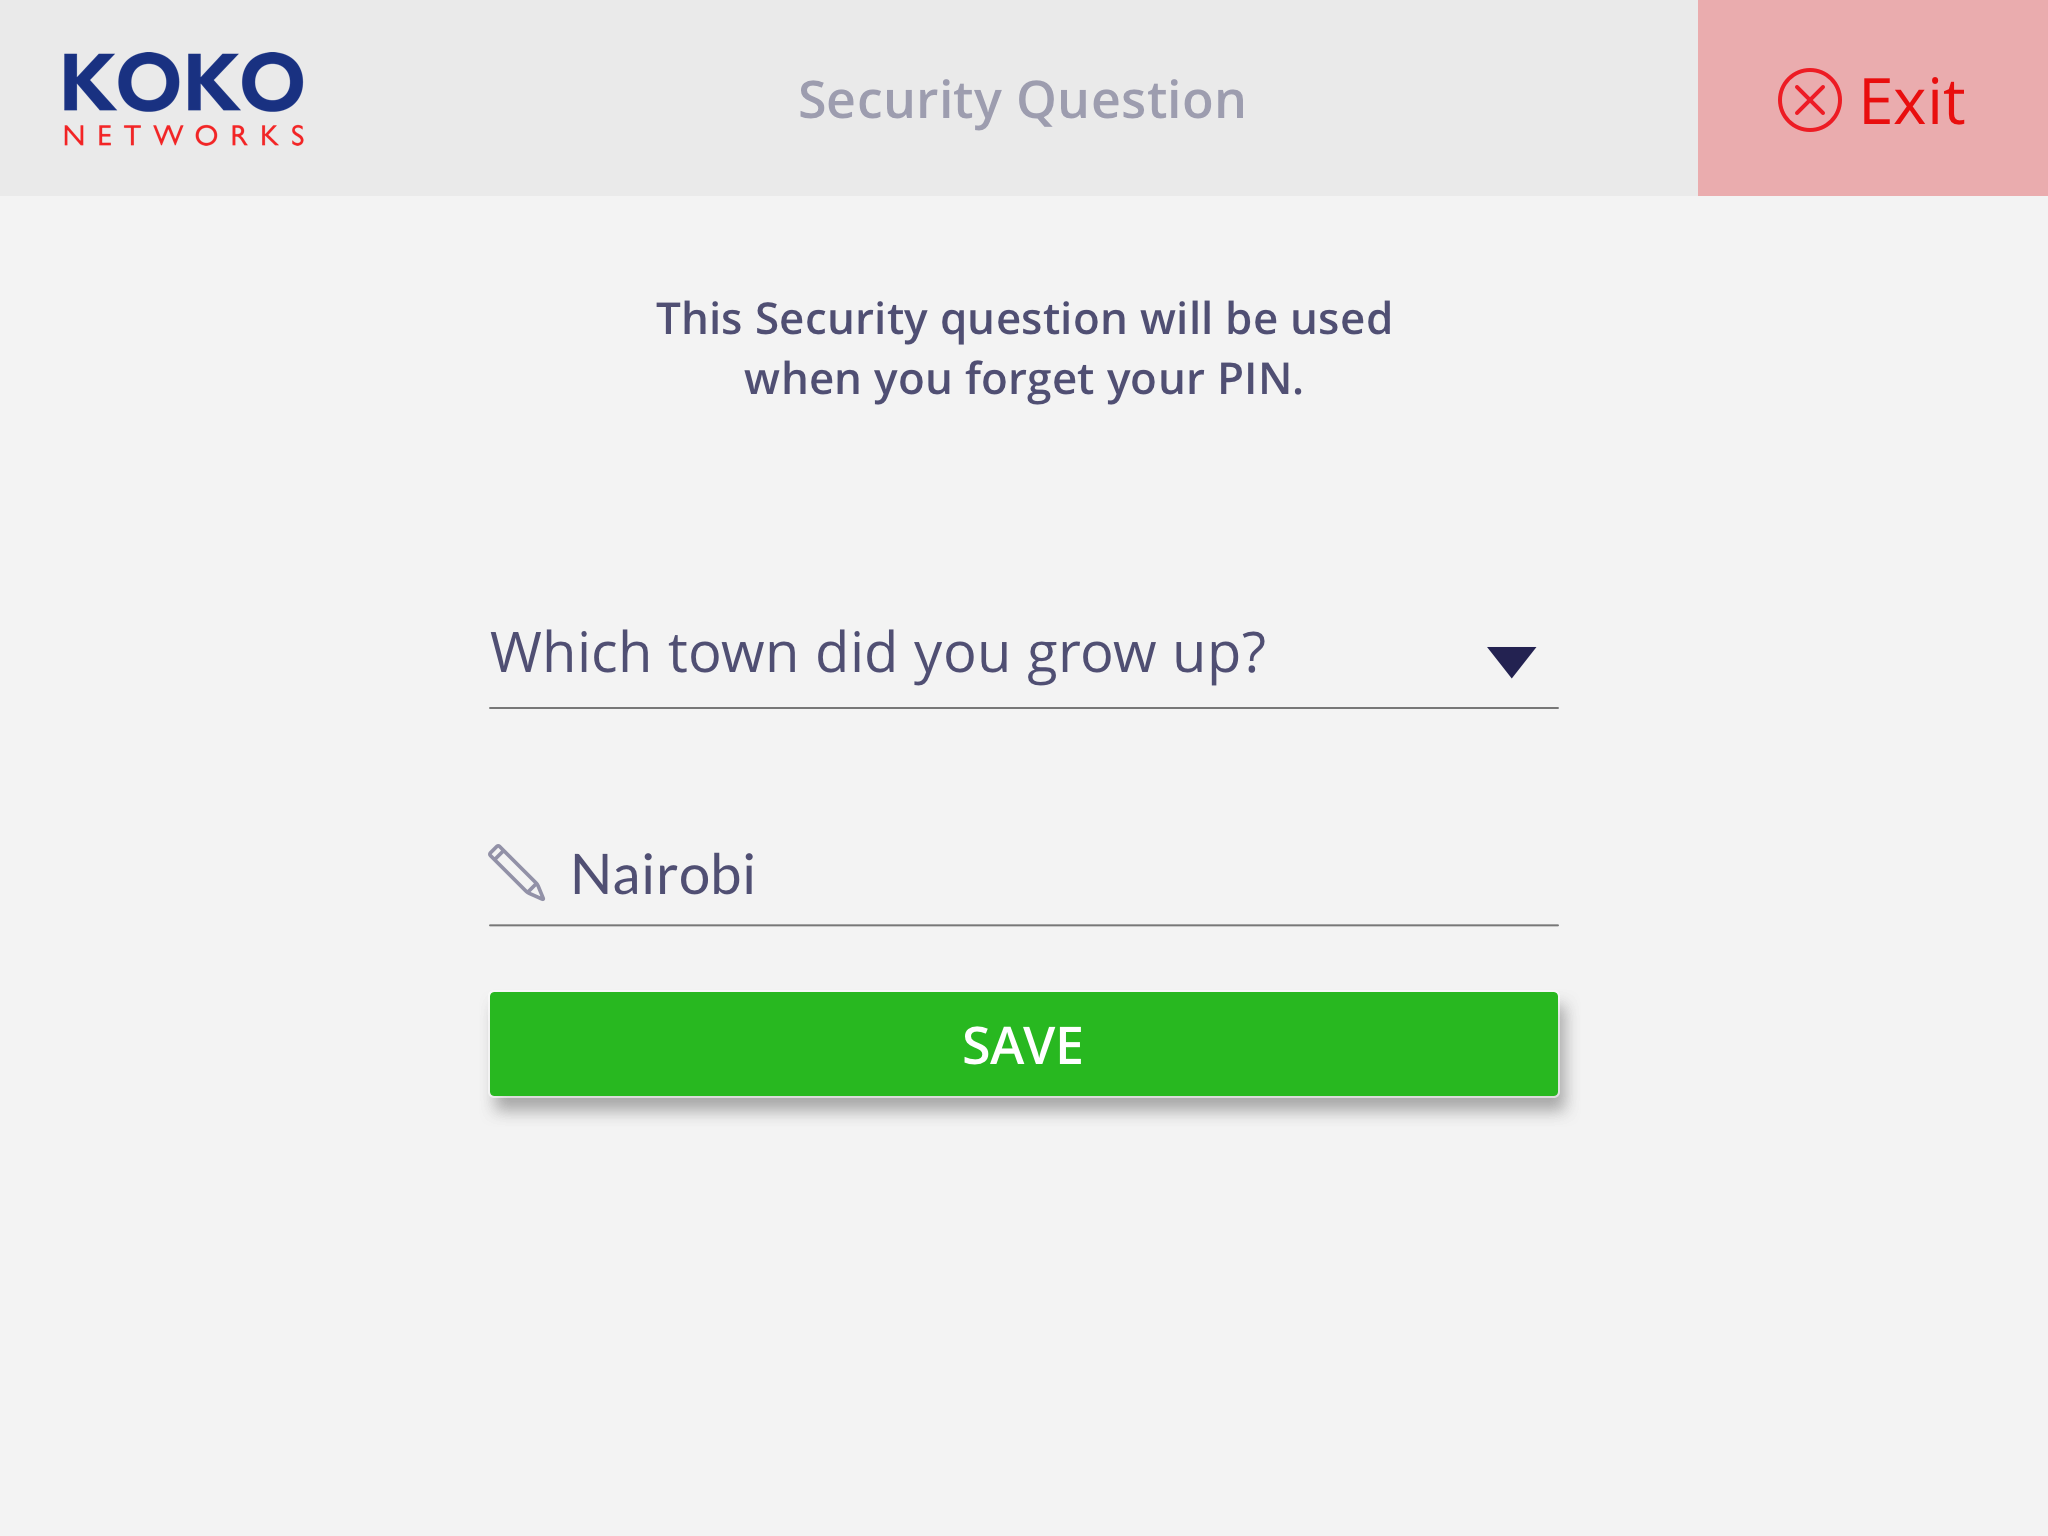 KOKO
NETWORKS
Security Question
Exit
This Security question will be used
when you forget your PIN.
Which town did you grow up?
Nairobi
SAVE